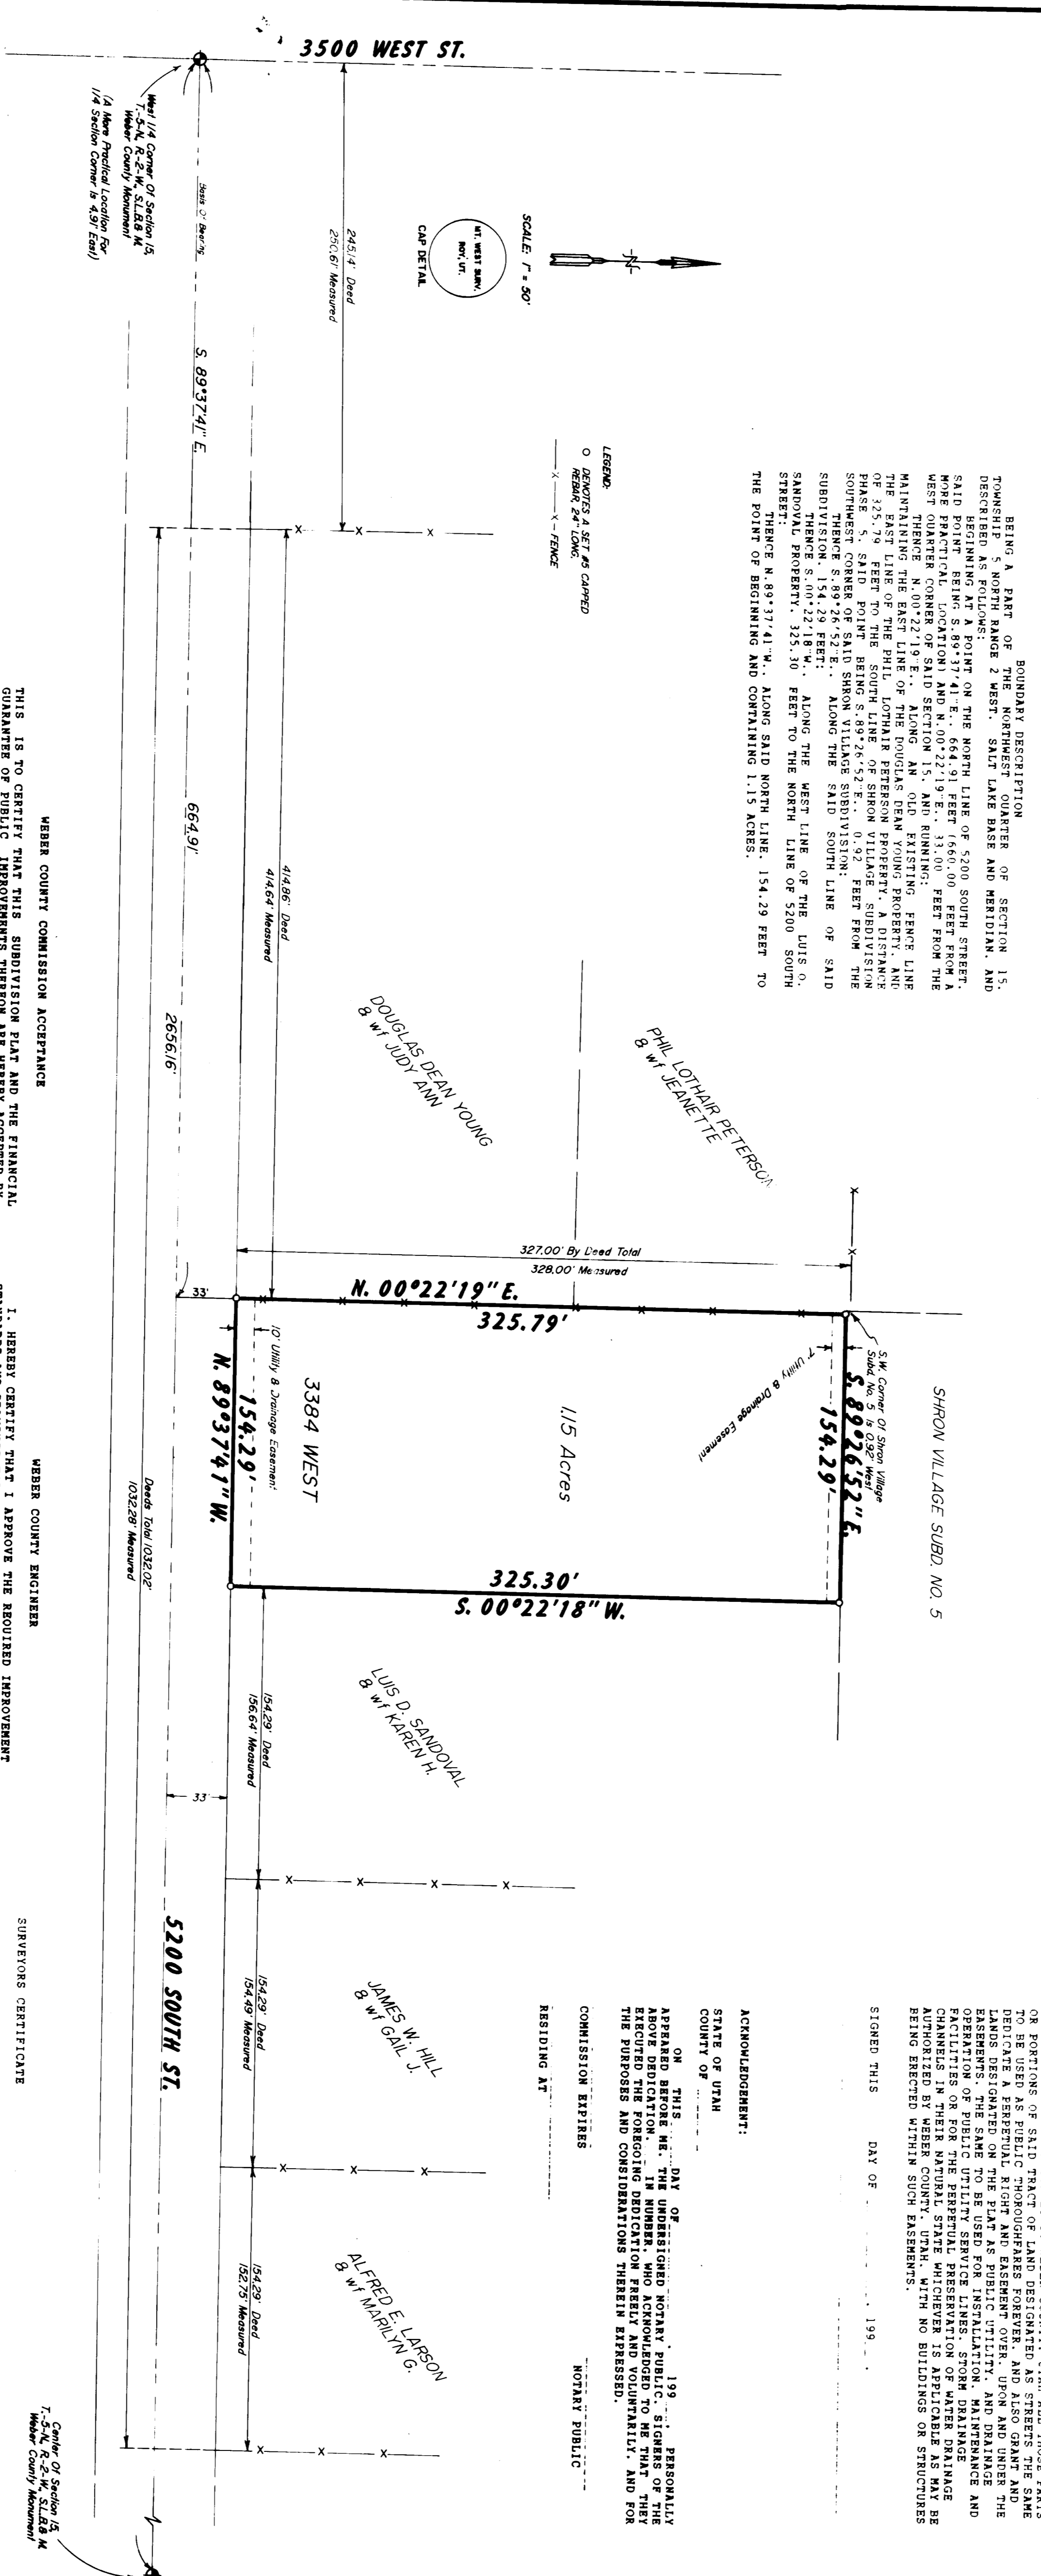 BOUNDARY DESCRIPTION
BEING A PART OF THE NORTHWEST QUARTER OF SECTION 15,
TOWNSHIP 5 NORTH RANGE 2 WEST, SALT LAKE BASE AND MERIDIAN, AND
DESCRIBED AS FOLLOWS:
BEGINNING AT A POINT ON THE NORTH LINE OF 5200 SOUTH STREET,
SAID POINT BEING S.89°37'41"E., 664.91 FEET (660.00 FEET FROM A
MORE PRACTICAL LOCATION) AND N.00°22'19"E., 33.00 FEET FROM THE
WEST QUARTER CORNER OF SAID SECTION 15, AND RUNNING:
THENCE N.00°22'19"E., ALONG AN OLD EXISTING FENCE LINE
MAINTAINING THE EAST LINE OF THE DOUGLAS DEAN YOUNG PROPERTY, AND
THE EAST LINE OF THE PHIL LOTHAIR PETERSON PROPERTY, A DISTANCE
OF 325.79 FEET TO THE SOUTH LINE OF SHRON VILLAGE SUBDIVISION
PHASE 5, SAID POINT BEING S.89°26'52"E., 0.92 FEET FROM THE
SOUTHWEST CORNER OF SAID SHRON VILLAGE SUBDIVISION:
THENCE S.89°26'52"E., ALONG THE SAID SOUTH LINE OF SAID
SUBDIVISION, 154.29 FEET:
THENCE S.00°22'18"W., ALONG THE WEST LINE OF THE LUIS O.
SANDOVAL PROPERTY, 325.30 FEET TO THE NORTH LINE OF 5200 SOUTH
STREET:
THENCE N.89°37'41"W., ALONG SAID NORTH LINE, 154.29 FEET TO
THE POINT OF BEGINNING AND CONTAINING 1.15 ACRES.
LEGEND:
O DENOTES A SET #5 CAPPED
REBAR, 24" LONG.
——X——X- FENCE
N
SCALE: 1" = 50'
MT. WEST SURV.
ROY, UT.
CAP DETAIL
3500 WEST ST.
245.14' Deed
250.61' Measured
Basis Of Bearing
S. 89°37'41" E.
West 1/4 Corner Of Section 15,
T.-5-N, R.-2-W., S.L.B.& M.
Weber County Monument
(A More Practical Location For
1/4 Section Corner Is 4.91' East)
664.91'
2656.16'
414.86' Deed
414.64' Measured
PHIL LOTHAIR PETERSON
& wf JEANETTE
DOUGLAS DEAN YOUNG
& wf JUDY ANN
327.00' By Deed Total
328.00' Measured
N. 00°22'19" E.
325.79'
33'
SHRON VILLAGE SUBD. NO. 5
S.W. Corner Of Shron Village
Subd. No. 5 Is 0.92' West
S. 89°26'52" E.
154.29'
7' Utility & Drainage Easement
1.15 Acres
3384 WEST
10' Utility & Drainage Easement
154.29'
N. 89°37'41" W.
325.30'
S. 00°22'18" W.
Deeds Total 1032.02'
1032.28' Measured
LUIS D. SANDOVAL
& wf KAREN H.
154.29' Deed
156.64' Measured
33'
5200 SOUTH ST.
JAMES W. HILL
& wf GAIL J.
154.29' Deed
154.49' Measured
ALFRED E. LARSON
& wf MARILYN G.
154.29' Deed
152.75' Measured
Center Of Section 15,
T.-5-N, R.-2-W., S.L.B.& M.
Weber County Monument
OR PORTIONS OF SAID TRACT OF LAND DESIGNATED AS STREETS THE SAME
TO BE USED AS PUBLIC THOROUGHFARES FOREVER, AND ALSO GRANT AND
DEDICATE A PERPETUAL RIGHT AND EASEMENT OVER, UPON AND UNDER THE
LANDS DESIGNATED ON THE PLAT AS PUBLIC UTILITY, AND DRAINAGE
EASEMENTS, THE SAME TO BE USED FOR INSTALLATION, MAINTENANCE AND
OPERATION OF PUBLIC UTILITY SERVICE LINES, STORM DRAINAGE
FACILITIES OR FOR THE PERPETUAL PRESERVATION OF WATER DRAINAGE
CHANNELS IN THEIR NATURAL STATE WHICHEVER IS APPLICABLE AS MAY BE
AUTHORIZED BY WEBER COUNTY, UTAH, WITH NO BUILDINGS OR STRUCTURES
BEING ERECTED WITHIN SUCH EASEMENTS.
SIGNED THIS DAY OF , 199 .
ACKNOWLEDGEMENT:
STATE OF UTAH
COUNTY OF
ON THIS DAY OF 199 , PERSONALLY
APPEARED BEFORE ME, THE UNDERSIGNED NOTARY PUBLIC, SIGNERS OF THE
ABOVE DEDICATION, IN NUMBER, WHO ACKNOWLEDGED TO ME THAT THEY
EXECUTED THE FOREGOING DEDICATION FREELY AND VOLUNTARILY, AND FOR
THE PURPOSES AND CONSIDERATIONS THEREIN EXPRESSED.
COMMISSION EXPIRES NOTARY PUBLIC
RESIDING AT
WEBER COUNTY COMMISSION ACCEPTANCE
THIS IS TO CERTIFY THAT THIS SUBDIVISION PLAT AND THE FINANCIAL
GUARANTEE OF PUBLIC IMPROVEMENTS THEREON ARE HEREBY ACCEPTED BY
WEBER COUNTY ENGINEER
I, HEREBY CERTIFY THAT I APPROVE THE REQUIRED IMPROVEMENT
SURVEYORS CERTIFICATE